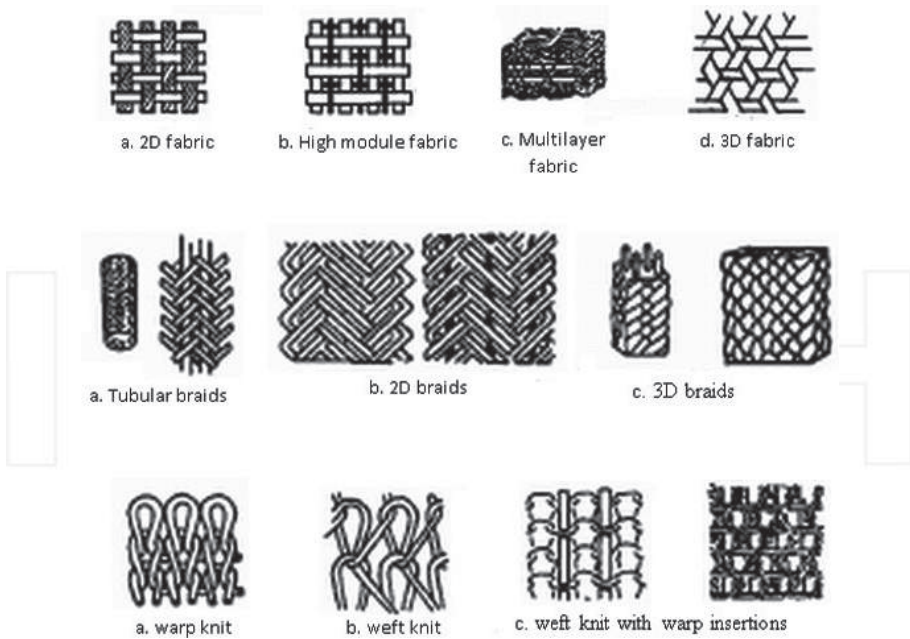 a. 2D fabric
b. High module fabric
c. Multilayer
fabric
d. 3D fabric
a. Tubular braids
b. 2D braids
c. 3D braids
a. warp knit
b. weft knit
c. weft knit with warp insertions